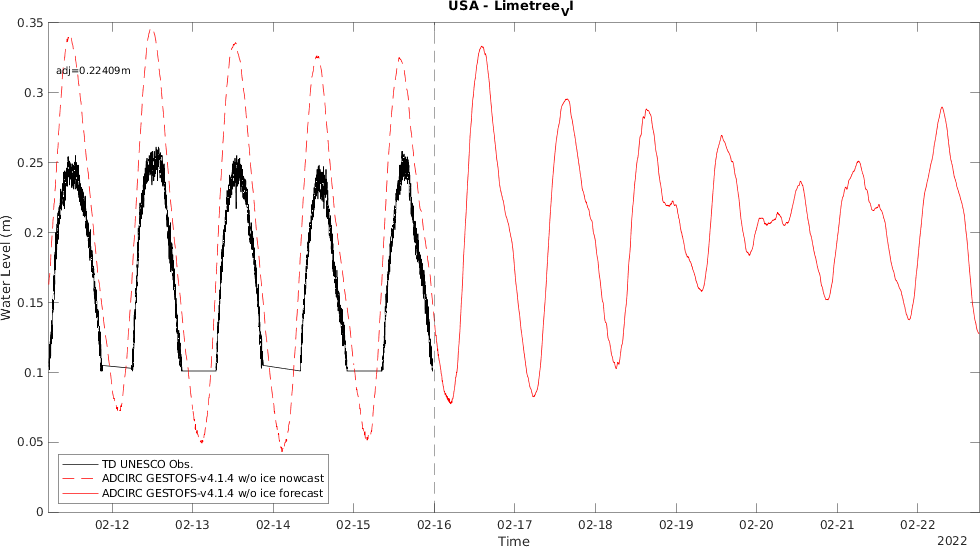 USA - Limetree_VI
0.35
adj=0.22409m
0.3
0.25
0.2
0.15
0.1
0.05
0
Water Level (m)
TD UNESCO Obs.
ADCIRC GESTOFS-v4.1.4 w/o ice nowcast
ADCIRC GESTOFS-v4.1.4 w/o ice forecast
02-12 02-13 02-14 02-15 02-16 02-17 02-18 02-19 02-20 02-21 02-22
Time
2022